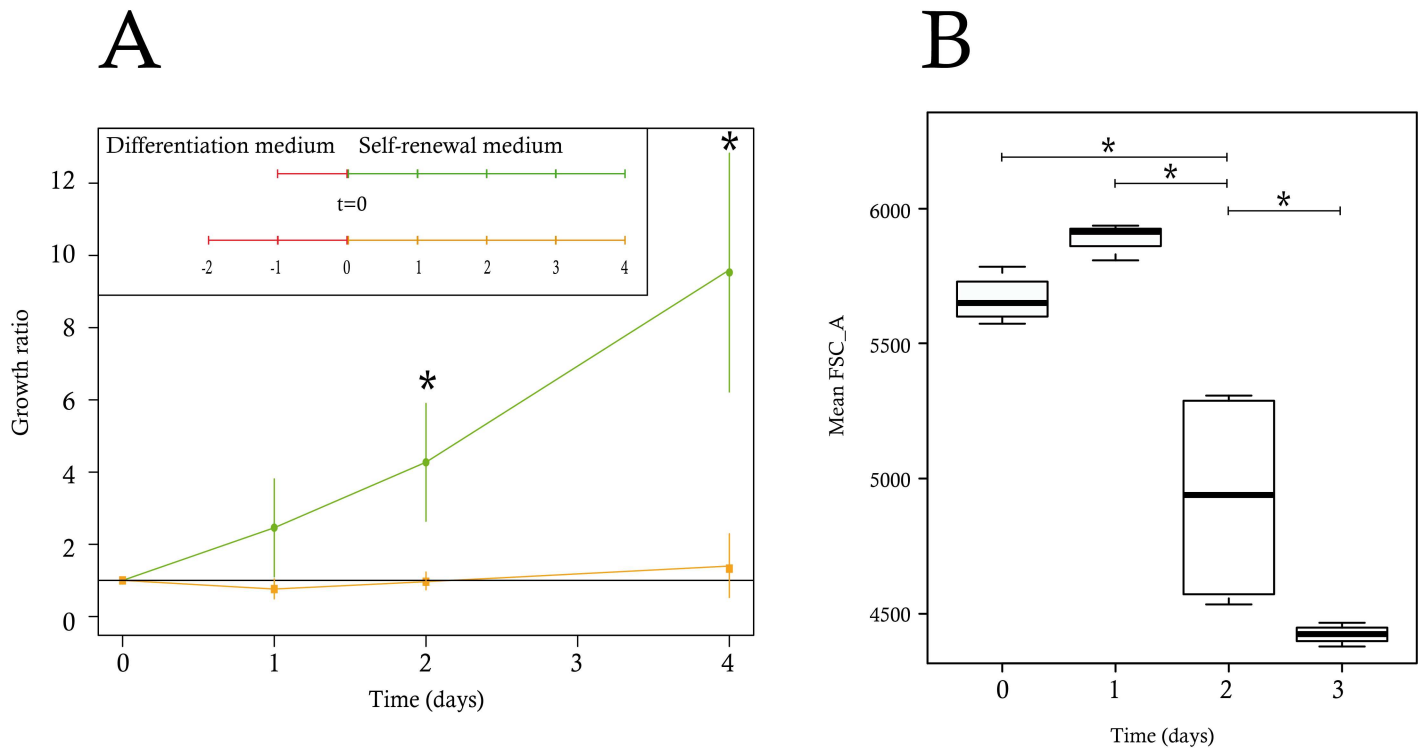 A
Differentiation medium Self-renewal medium
t=0
-2 -1 0 1 2 3 4
*
*
12
10
8
6
4
2
0
Growth ratio
0 1 2 3 4
Time (days)
B
*
*
*
6000
5500
5000
4500
Mean FSC_A
0 1 2 3
Time (days)